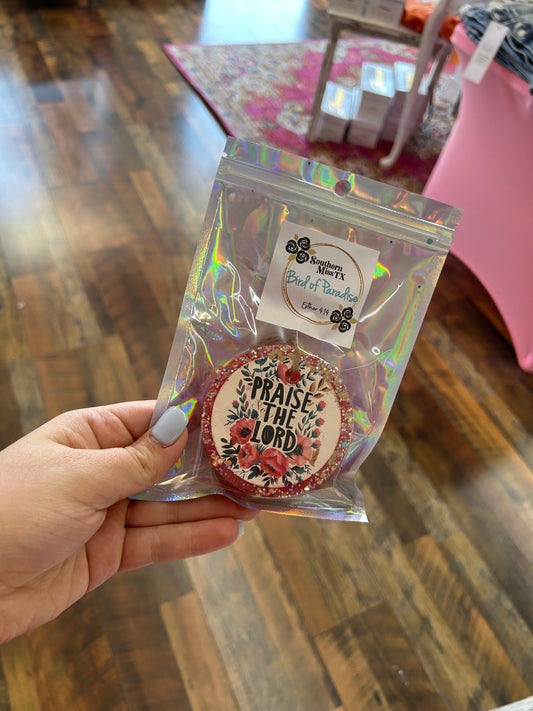 Southern
Miss TX
Bird of Paradise
Esther 4:14
PRAISE
THE
LORD